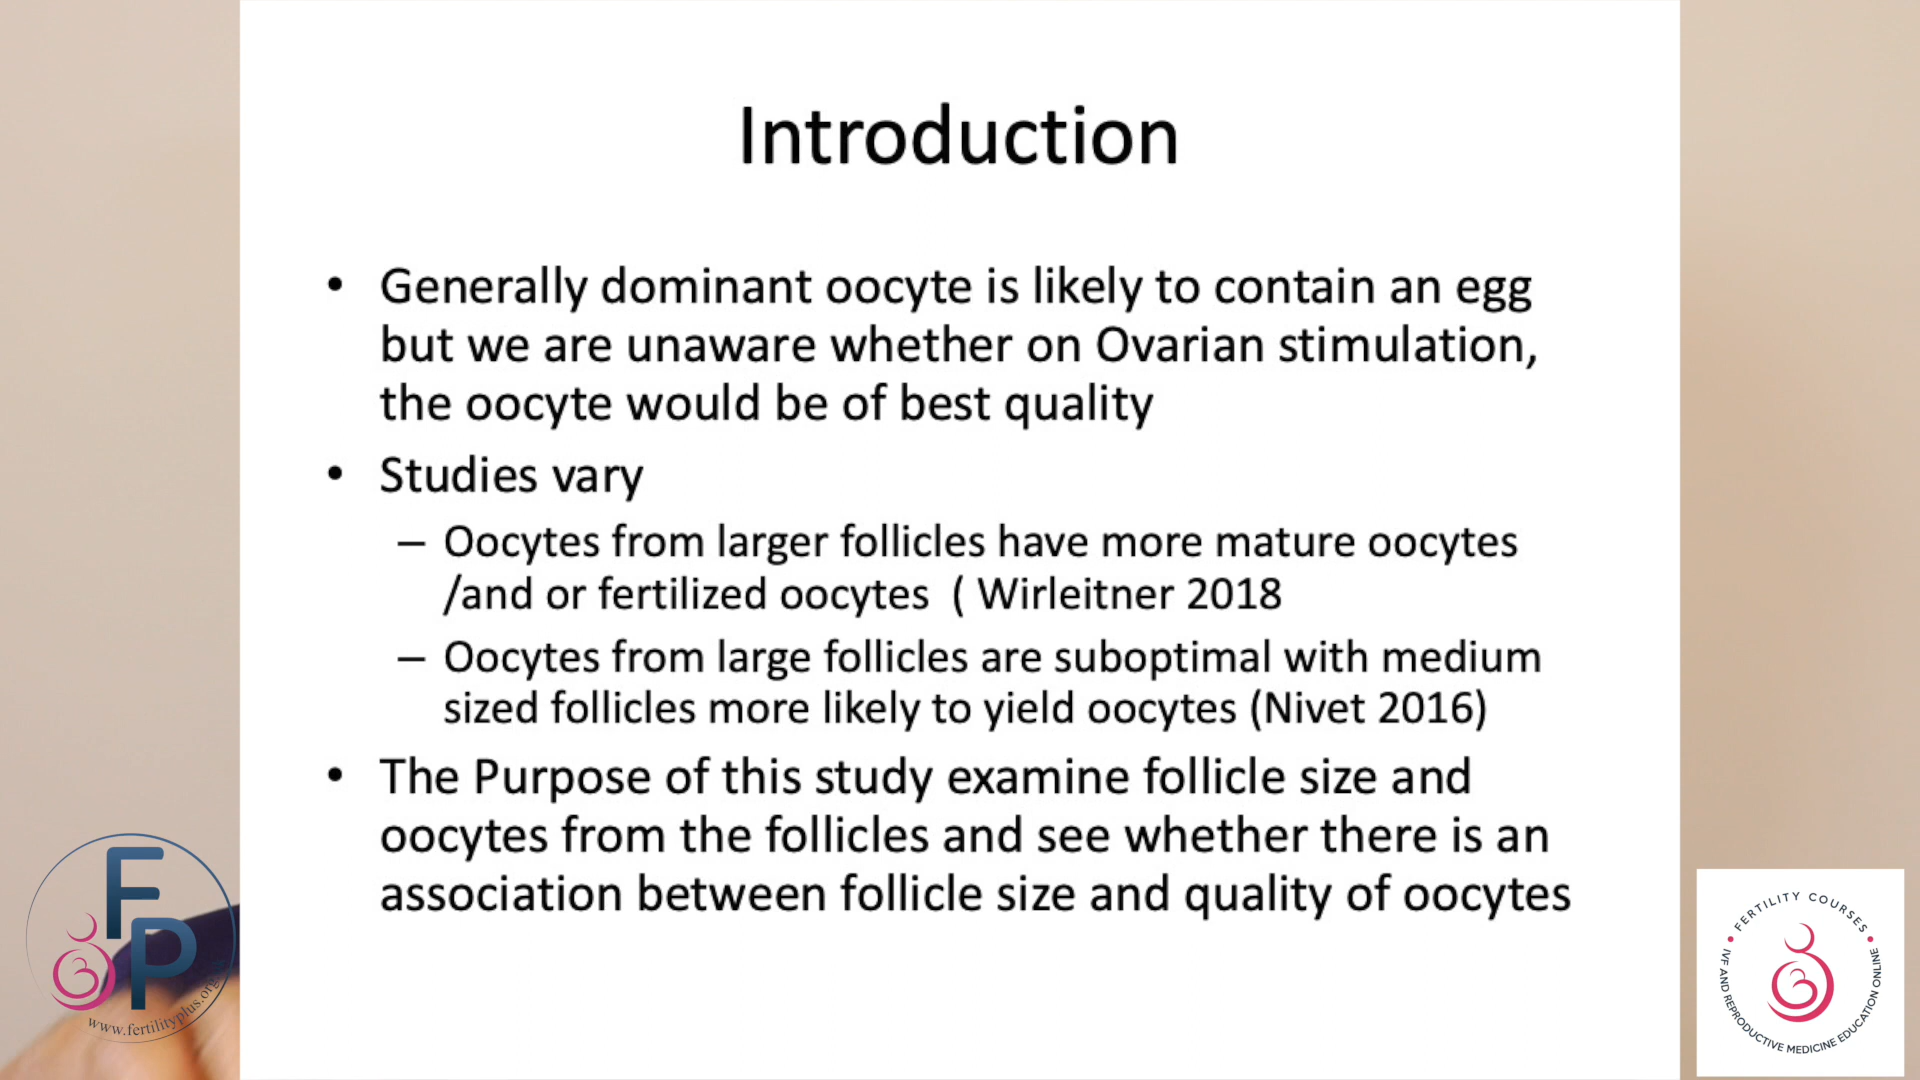 Introduction
• Generally dominant oocyte is likely to contain an egg
but we are unaware whether on Ovarian stimulation,
the oocyte would be of best quality
• Studies vary
– Oocytes from larger follicles have more mature oocytes
/and or fertilized oocytes  ( Wirleitner 2018
– Oocytes from large follicles are suboptimal with medium
sized follicles more likely to yield oocytes (Nivet 2016)
• The Purpose of this study examine follicle size and
oocytes from the follicles and see whether there is an
association between follicle size and quality of oocytes
FP
www.fertilityplus.org
• FERTILITY COURSES •
IVF AND REPRODUCTIVE MEDICINE EDUCATION ONLINE